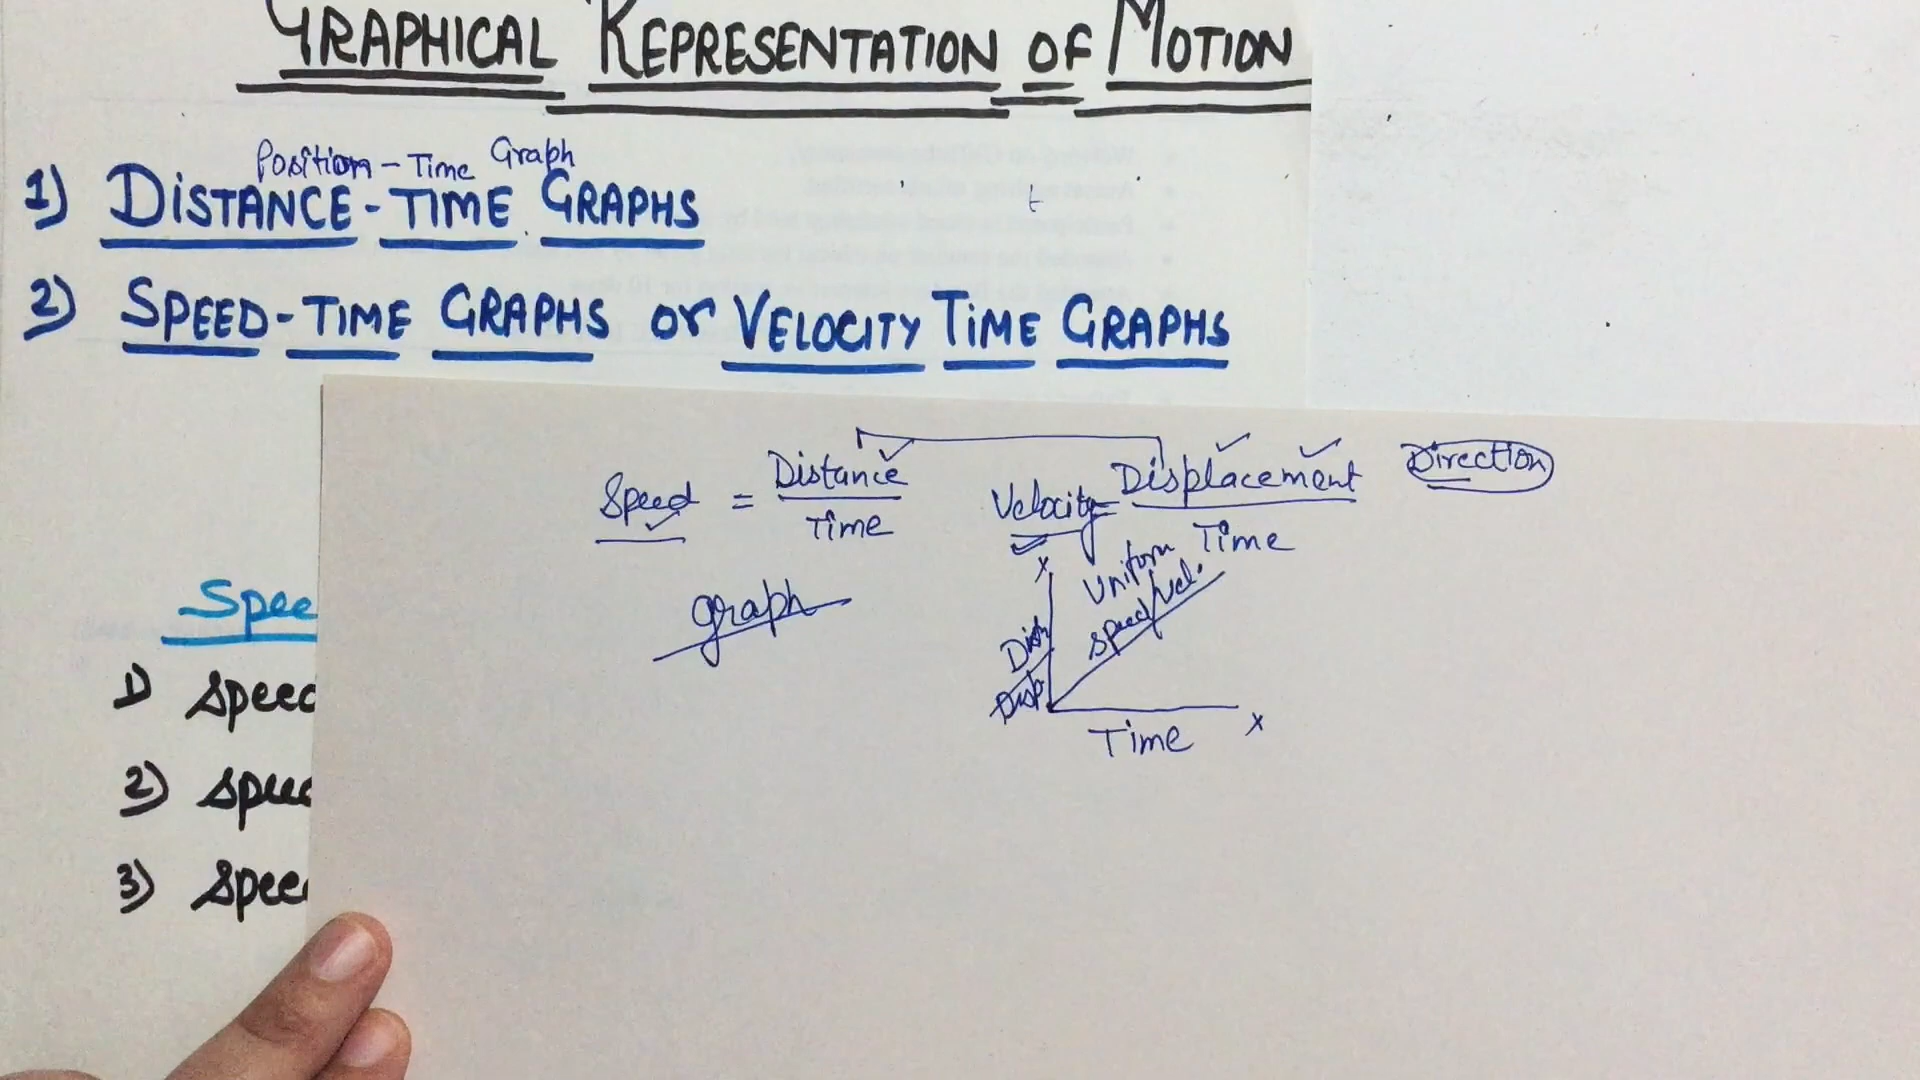 GRAPHICAL REPRESENTATION OF MOTION
Position - Time Graph
1) DISTANCE-TIME GRAPHS
t
2) SPEED-TIME GRAPHS or VELOCITY TIME GRAPHS
Speed = Distance / Time
Velocity = Displacement / Time
Direction
graph
Uniform
speed/vel.
Dist
Disp
Time
x
x
Spee
1) Speed
2) Spee
3) Spee